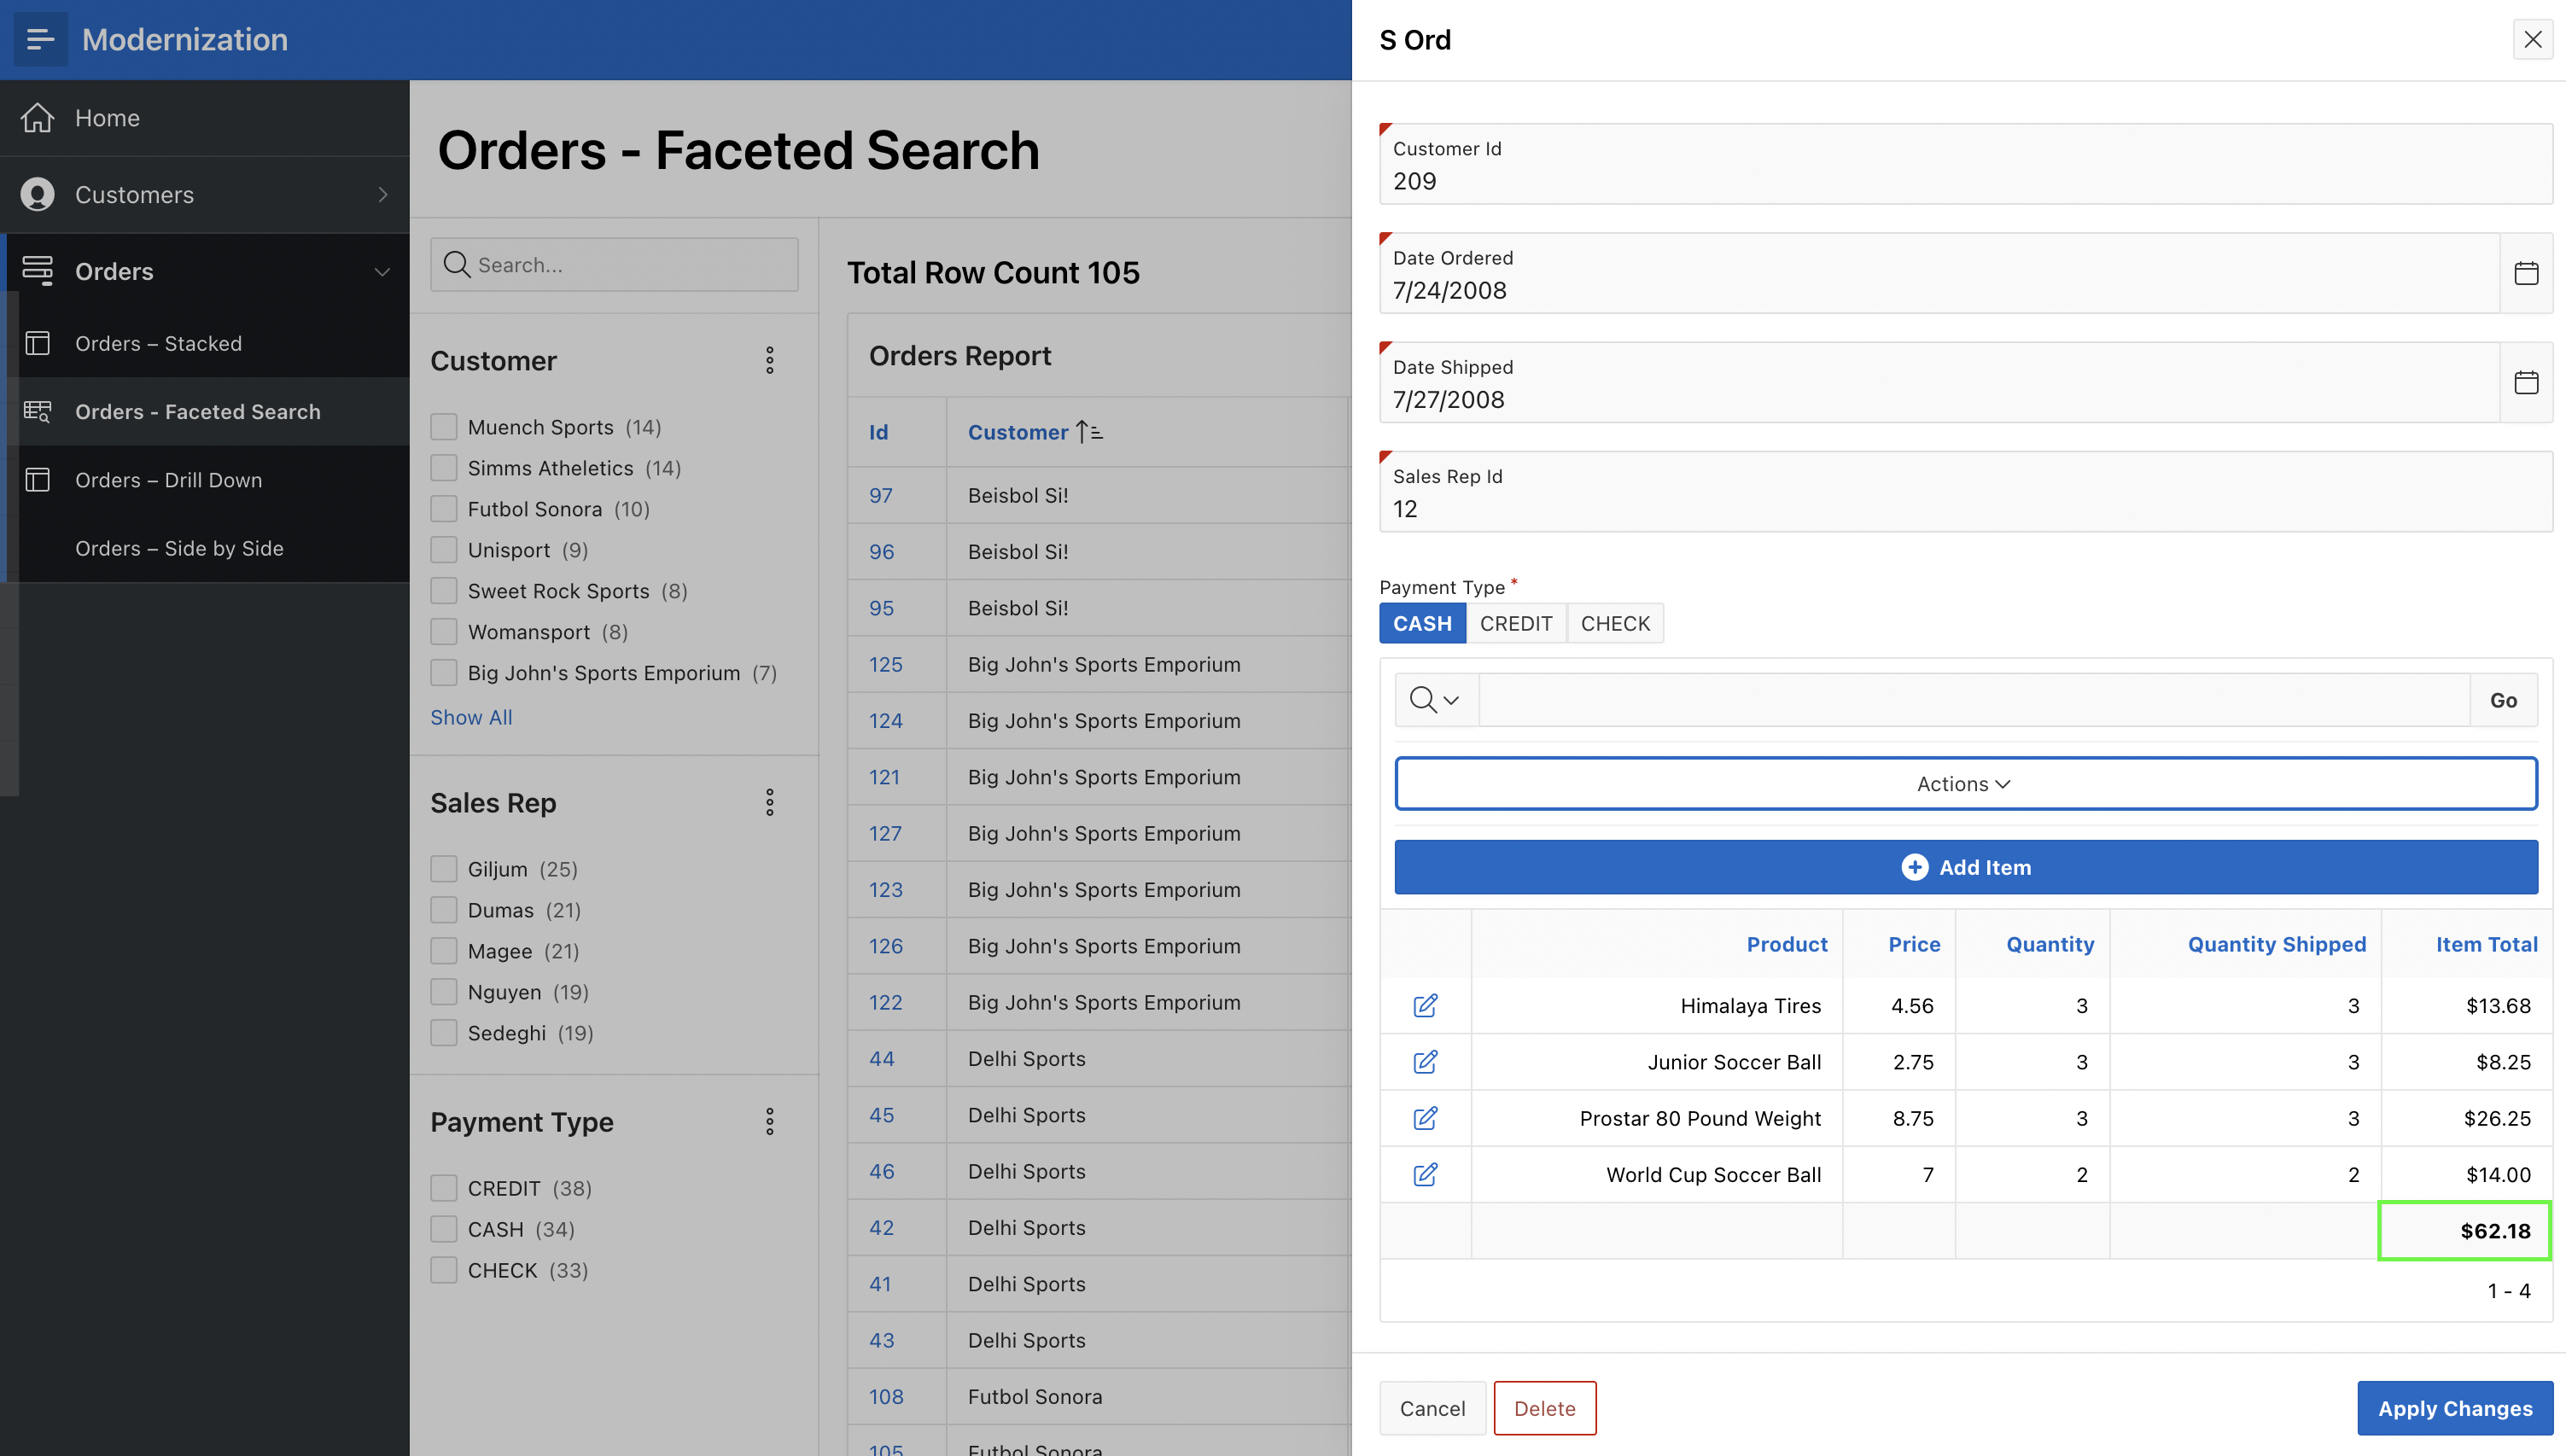 Modernization
Home
Customers
Orders
Orders – Stacked
Orders - Faceted Search
Orders – Drill Down
Orders – Side by Side
Orders - Faceted Search
Search...
Customer
Muench Sports (14)
Simms Atheletics (14)
Futbol Sonora (10)
Unisport (9)
Sweet Rock Sports (8)
Womansport (8)
Big John's Sports Emporium (7)
Show All
Sales Rep
Giljum (25)
Dumas (21)
Magee (21)
Nguyen (19)
Sedeghi (19)
Payment Type
CREDIT (38)
CASH (34)
CHECK (33)
Total Row Count 105
Orders Report
Id Customer
97 Beisbol Si!
96 Beisbol Si!
95 Beisbol Si!
125 Big John's Sports Emporium
124 Big John's Sports Emporium
121 Big John's Sports Emporium
127 Big John's Sports Emporium
123 Big John's Sports Emporium
126 Big John's Sports Emporium
122 Big John's Sports Emporium
44 Delhi Sports
45 Delhi Sports
46 Delhi Sports
42 Delhi Sports
41 Delhi Sports
43 Delhi Sports
108 Futbol Sonora
105 Futbol Sonora
S Ord
Customer Id
209
Date Ordered
7/24/2008
Date Shipped
7/27/2008
Sales Rep Id
12
Payment Type *
CASH CREDIT CHECK
Go
Actions
Add Item
Product Price Quantity Quantity Shipped Item Total
Himalaya Tires 4.56 3 3 $13.68
Junior Soccer Ball 2.75 3 3 $8.25
Prostar 80 Pound Weight 8.75 3 3 $26.25
World Cup Soccer Ball 7 2 2 $14.00
$62.18
1 - 4
Cancel Delete Apply Changes